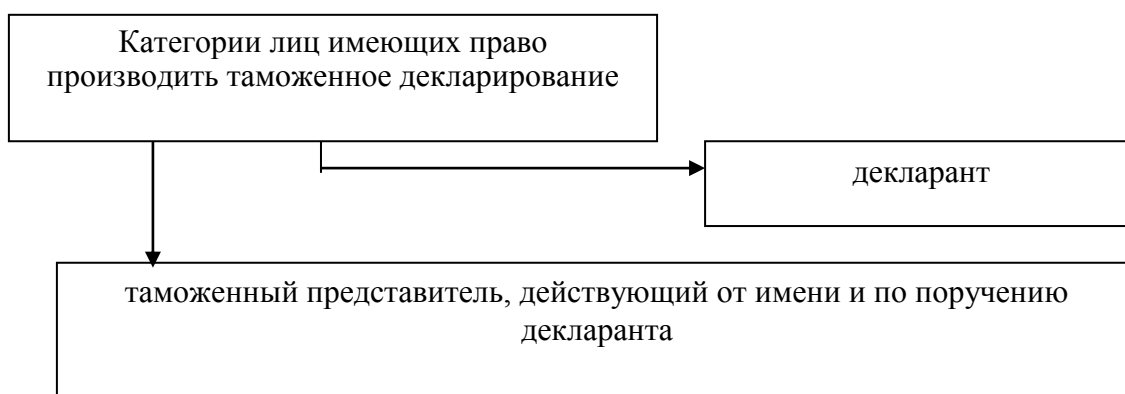 Категории лиц имеющих право
производить таможенное декларирование
декларант
таможенный представитель, действующий от имени и по поручению
декларанта